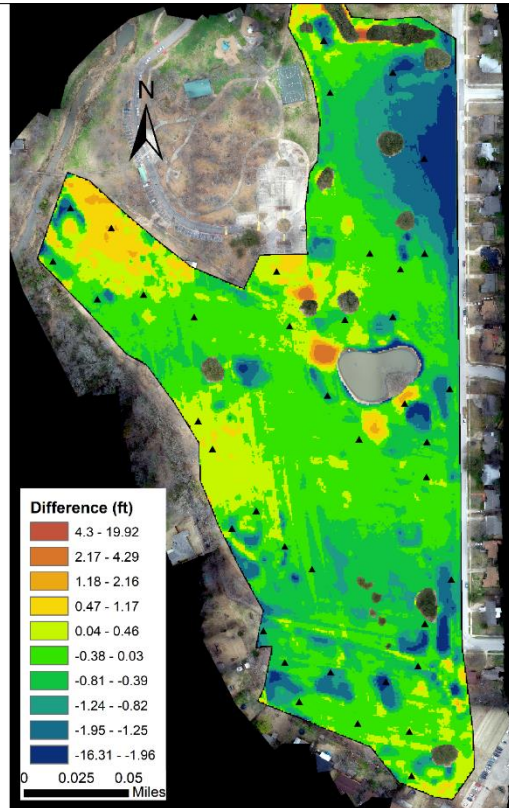 N
Difference (ft)
4.3 - 19.92
2.17 - 4.29
1.18 - 2.16
0.47 - 1.17
0.04 - 0.46
-0.38 - 0.03
-0.81 - -0.39
-1.24 - -0.82
-1.95 - -1.25
-16.31 - -1.96
0 0.025 0.05
Miles